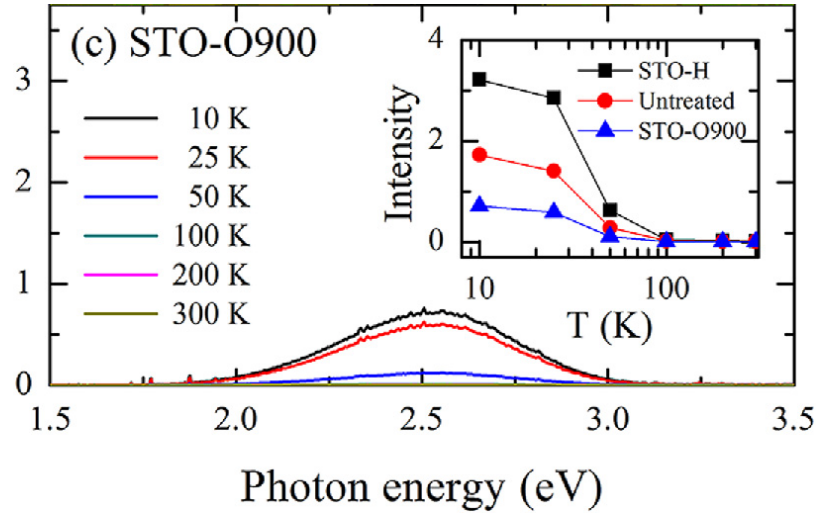 (c) STO-O900
3
2
1
0
10 K
25 K
50 K
100 K
200 K
300 K
1.5
2.0
2.5
3.0
3.5
Photon energy (eV)
4
2
0
Intensity
STO-H
Untreated
STO-O900
10
100
T (K)